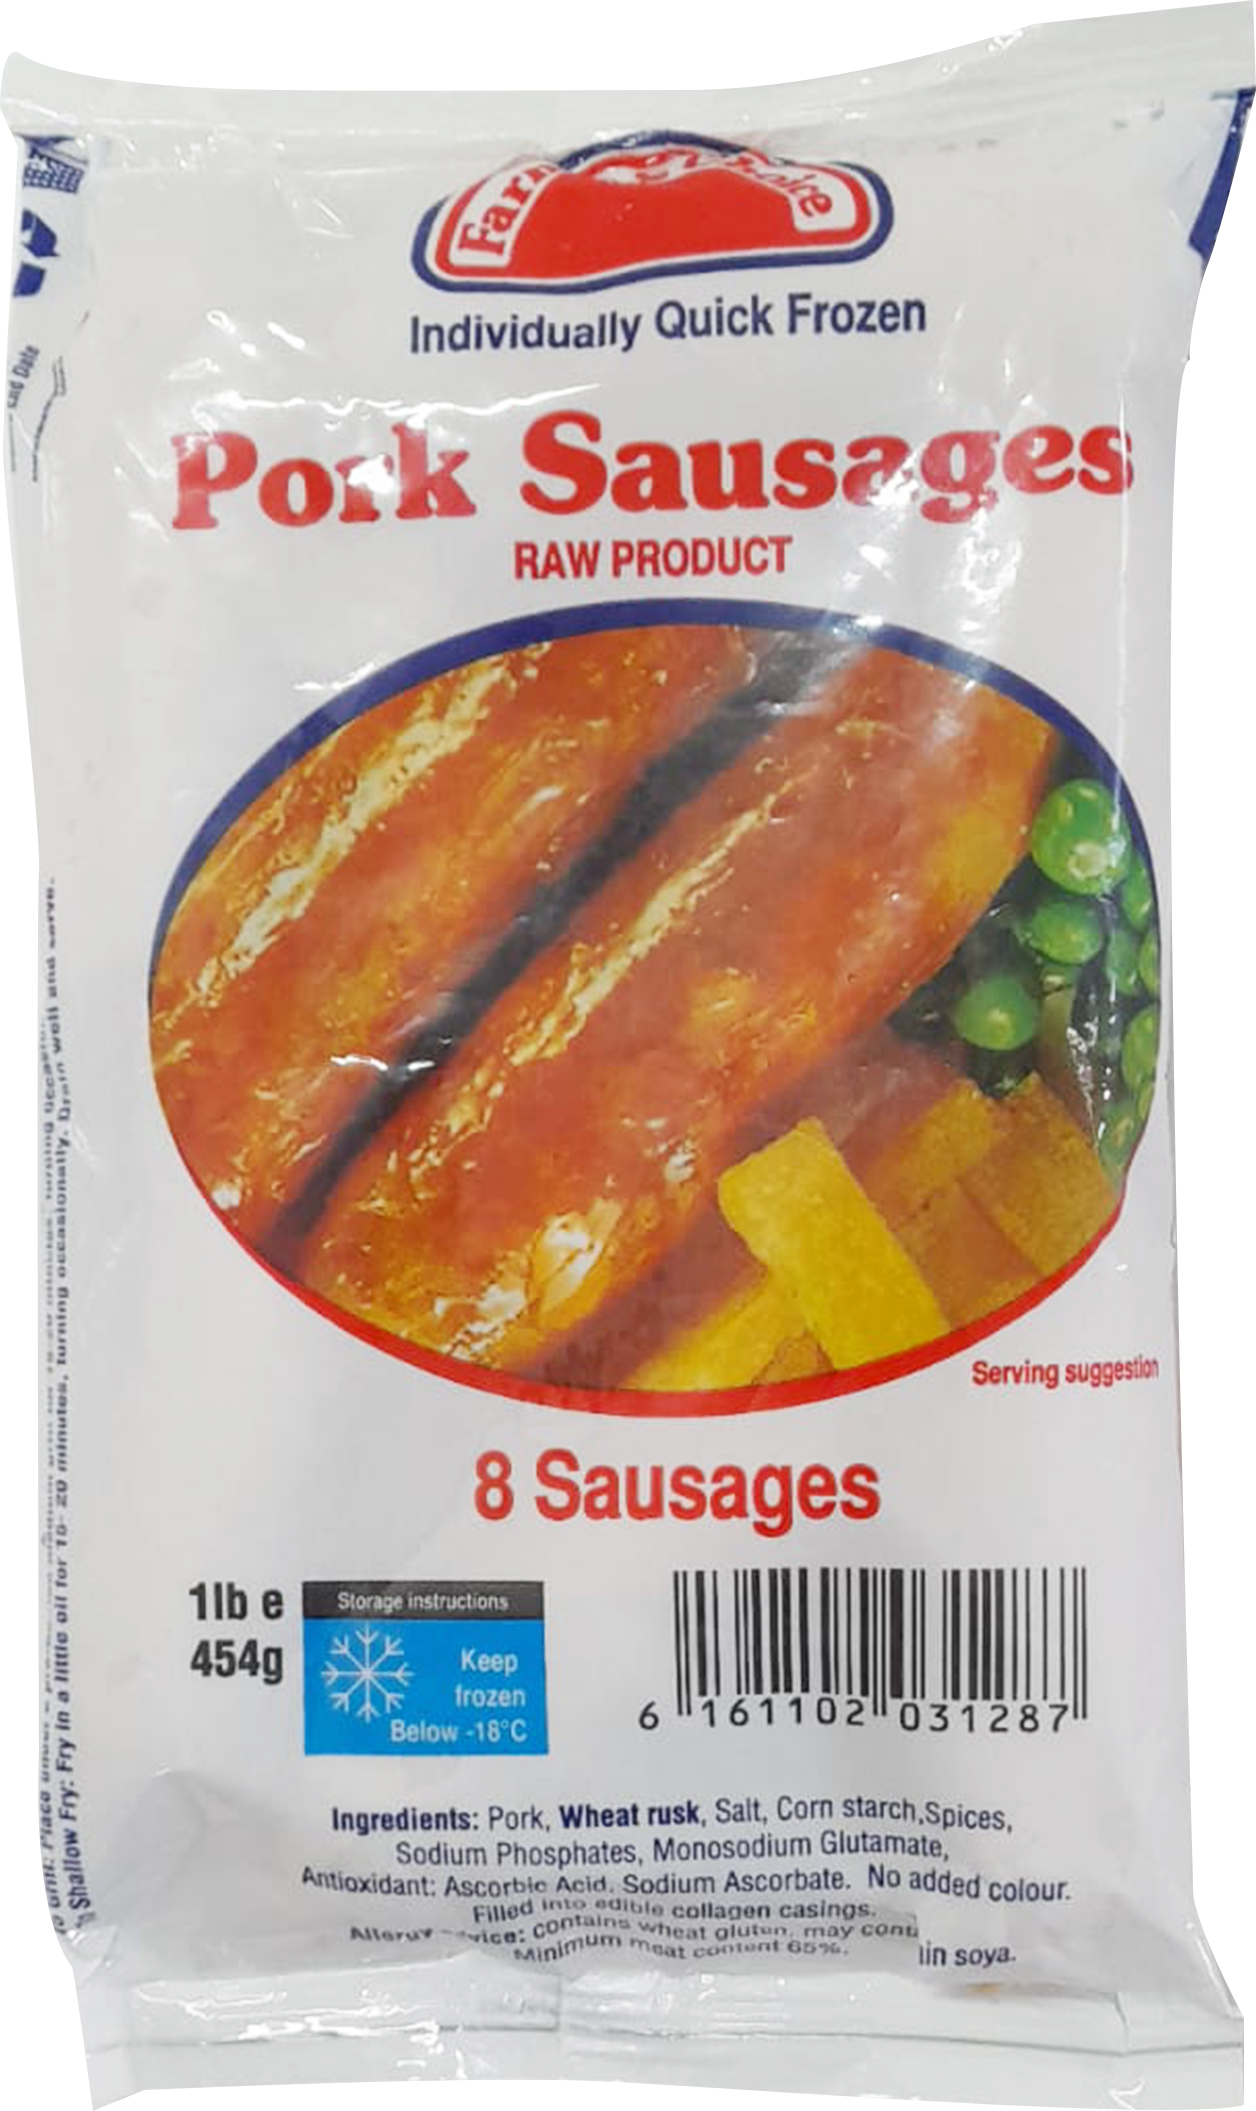 Farm Choice
Individually Quick Frozen
Pork Sausages
RAW PRODUCT
Serving suggestion
8 Sausages
1lb e
454g
Storage instructions
Keep
frozen
Below -18°C
6 161102 031287
Ingredients: Pork, Wheat rusk, Salt, Corn starch,Spices,
Sodium Phosphates, Monosodium Glutamate,
Antioxidant: Ascorbic Acid, Sodium Ascorbate. No added colour.
Filled into edible collagen casings.
contains wheat gluten, may
in soya.
Minimum meat content 65%.
Shallow Fry: Fry in a little oil for 15- 20 minutes, turning occasionally. Drain well and serve.